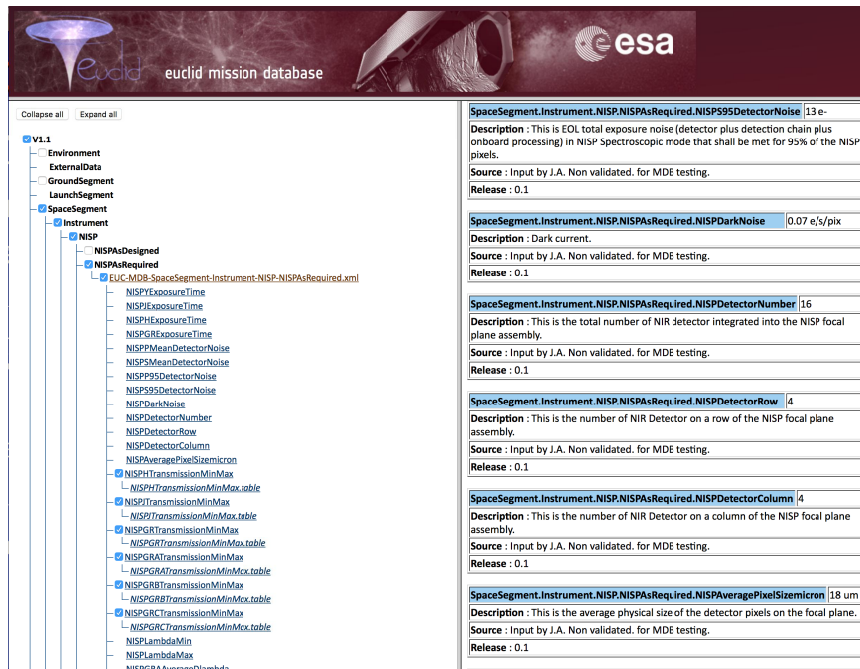 euclid
euclid mission database
esa
Collapse all
Expand all
V1.1
Environment
ExternalData
GroundSegment
LaunchSegment
SpaceSegment
Instrument
NISP
NISPAsDesigned
NISPAsRequired
EUC-MDB-SpaceSegment-Instrument-NISP-NISPAsRequired.xml
NISPYExposureTime
NISPJExposureTime
NISPHExposureTime
NISPGRExposureTime
NISPPMeanDetectorNoise
NISPSMeanDetectorNoise
NISPP95DetectorNoise
NISPS95DetectorNoise
NISPDarkNoise
NISPDetectorNumber
NISPDetectorRow
NISPDetectorColumn
NISPAveragePixelSizemicron
NISPHTransmissionMinMax
NISPHTransmissionMinMax.table
NISPJTransmissionMinMax
NISPJTransmissionMinMax.table
NISPGRTransmissionMinMax
NISPGRTransmissionMinMax.table
NISPGRATransmissionMinMax
NISPGRATransmissionMinMax.table
NISPGRBTransmissionMinMax
NISPGRBTransmissionMinMax.table
NISPGRCTransmissionMinMax
NISPGRCTransmissionMinMax.table
NISPLambdaMin
NISPLambdaMax
SpaceSegment.Instrument.NISP.NISPAsRequired.NISPS95DetectorNoise 13 e-
Description : This is EOL total exposure noise (detector plus detection chain plus
onboard processing) in NISP Spectroscopic mode that shall be met for 95% of the NISP
pixels.
Source : Input by J.A. Non validated. for MDB testing.
Release : 0.1
SpaceSegment.Instrument.NISP.NISPAsRequired.NISPDarkNoise 0.07 e/s/pix
Description : Dark current.
Source : Input by J.A. Non validated. for MDB testing.
Release : 0.1
SpaceSegment.Instrument.NISP.NISPAsRequired.NISPDetectorNumber 16
Description : This is the total number of NIR detector integrated into the NISP focal
plane assembly.
Source : Input by J.A. Non validated. for MDB testing.
Release : 0.1
SpaceSegment.Instrument.NISP.NISPAsRequired.NISPDetectorRow 4
Description : This is the number of NIR Detector on a row of the NISP focal plane
assembly.
Source : Input by J.A. Non validated. for MDB testing.
Release : 0.1
SpaceSegment.Instrument.NISP.NISPAsRequired.NISPDetectorColumn 4
Description : This is the number of NIR Detector on a column of the NISP focal plane
assembly.
Source : Input by J.A. Non validated. for MDB testing.
Release : 0.1
SpaceSegment.Instrument.NISP.NISPAsRequired.NISPAveragePixelSizemicron 18 um
Description : This is the average physical size of the detector pixels on the focal plane.
Source : Input by J.A. Non validated. for MDB testing.
Release : 0.1